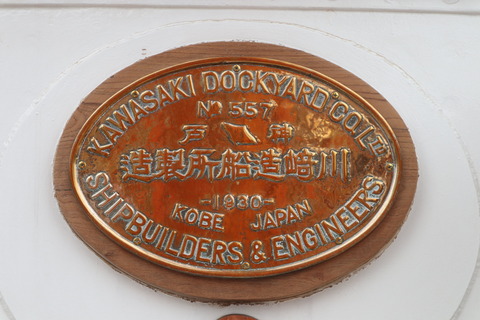 KAWASAKI DOCKYARD CO. LTD.
No 557
戸 神
造製所船造崎川
-1930-
KOBE JAPAN
SHIPBUILDERS & ENGINEERS